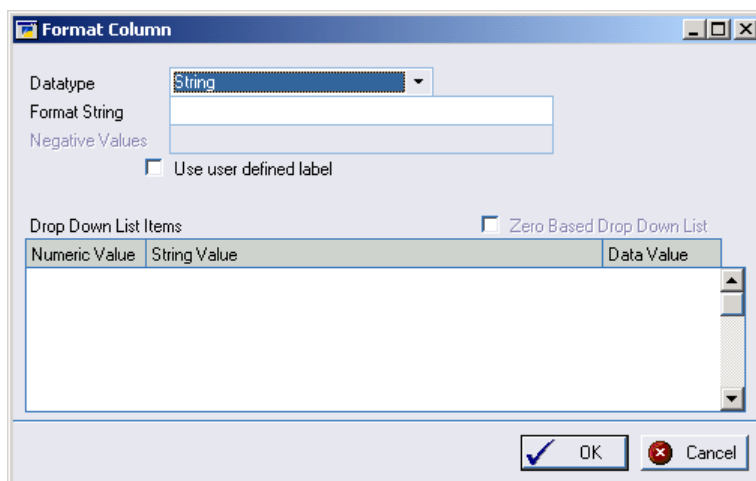 Format Column
Datatype String
Format String
Negative Values
Use user defined label
Drop Down List Items Zero Based Drop Down List
Numeric Value String Value Data Value
OK Cancel